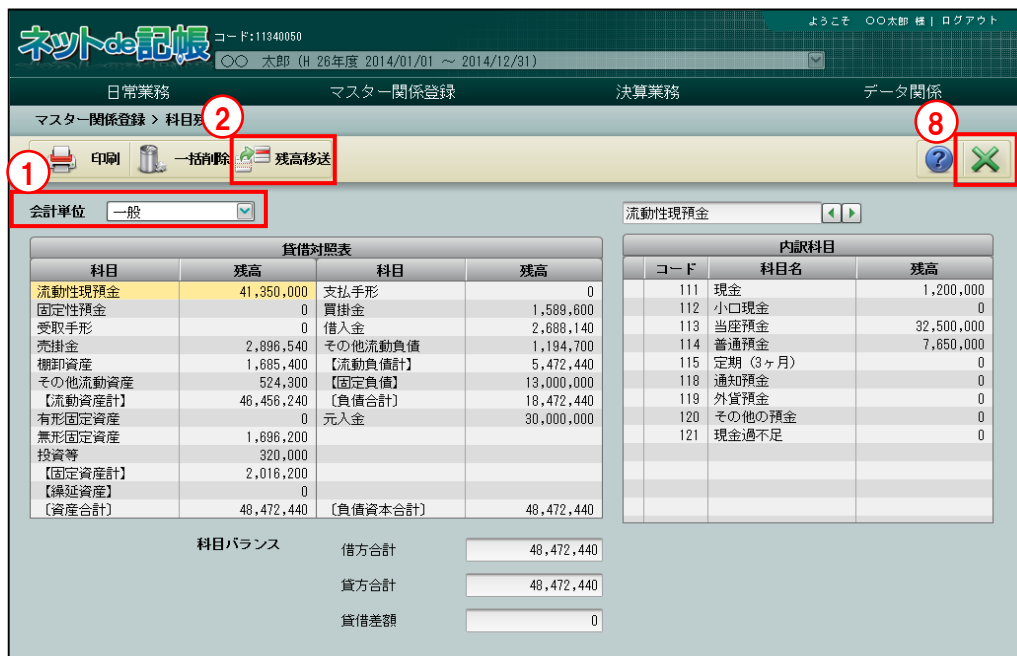 ようこそ 〇〇太郎 様 | ログアウト
ネットde記帳 コード:11340050
〇〇 太郎 (H 26年度 2014/01/01 ～ 2014/12/31)
日常業務 マスター関係登録 決算業務 データ関係
マスター関係登録 > 科目残
② ⑧
印刷 一括削除 残高移送 ?
①
会計単位 一般 流動性現預金
貸借対照表 内訳科目
科目 残高 科目 残高 コード 科目名 残高
流動性現預金 41,350,000 支払手形 0 111 現金 1,200,000
固定性預金 0 買掛金 1,589,600 112 小口現金 0
受取手形 0 借入金 2,688,140 113 当座預金 32,500,000
売掛金 2,896,540 その他流動負債 1,194,700 114 普通預金 7,650,000
棚卸資産 1,685,400 【流動負債計】 5,472,440 115 定期 (3ヶ月) 0
その他流動資産 524,300 【固定負債】 13,000,000 118 通知預金 0
【流動資産計】 46,456,240 〔負債合計〕 18,472,440 119 外貨預金 0
有形固定資産 0 元入金 30,000,000 120 その他の預金 0
無形固定資産 1,696,200 121 現金過不足 0
投資等 320,000
【固定資産計】 2,016,200
【繰延資産】 0
〔資産合計〕 48,472,440 〔負債資本合計〕 48,472,440
科目バランス 借方合計 48,472,440
貸方合計 48,472,440
貸借差額 0